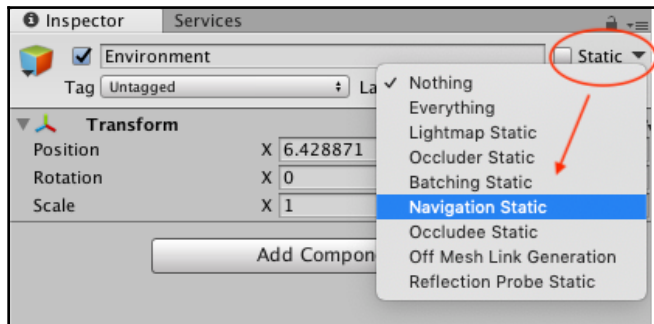 Inspector Services
Environment Static
Tag Untagged La
Nothing
Everything
Lightmap Static
Occluder Static
Batching Static
Navigation Static
Occludee Static
Off Mesh Link Generation
Reflection Probe Static
Transform
Position X 6.428871
Rotation X 0
Scale X 1
Add Compon